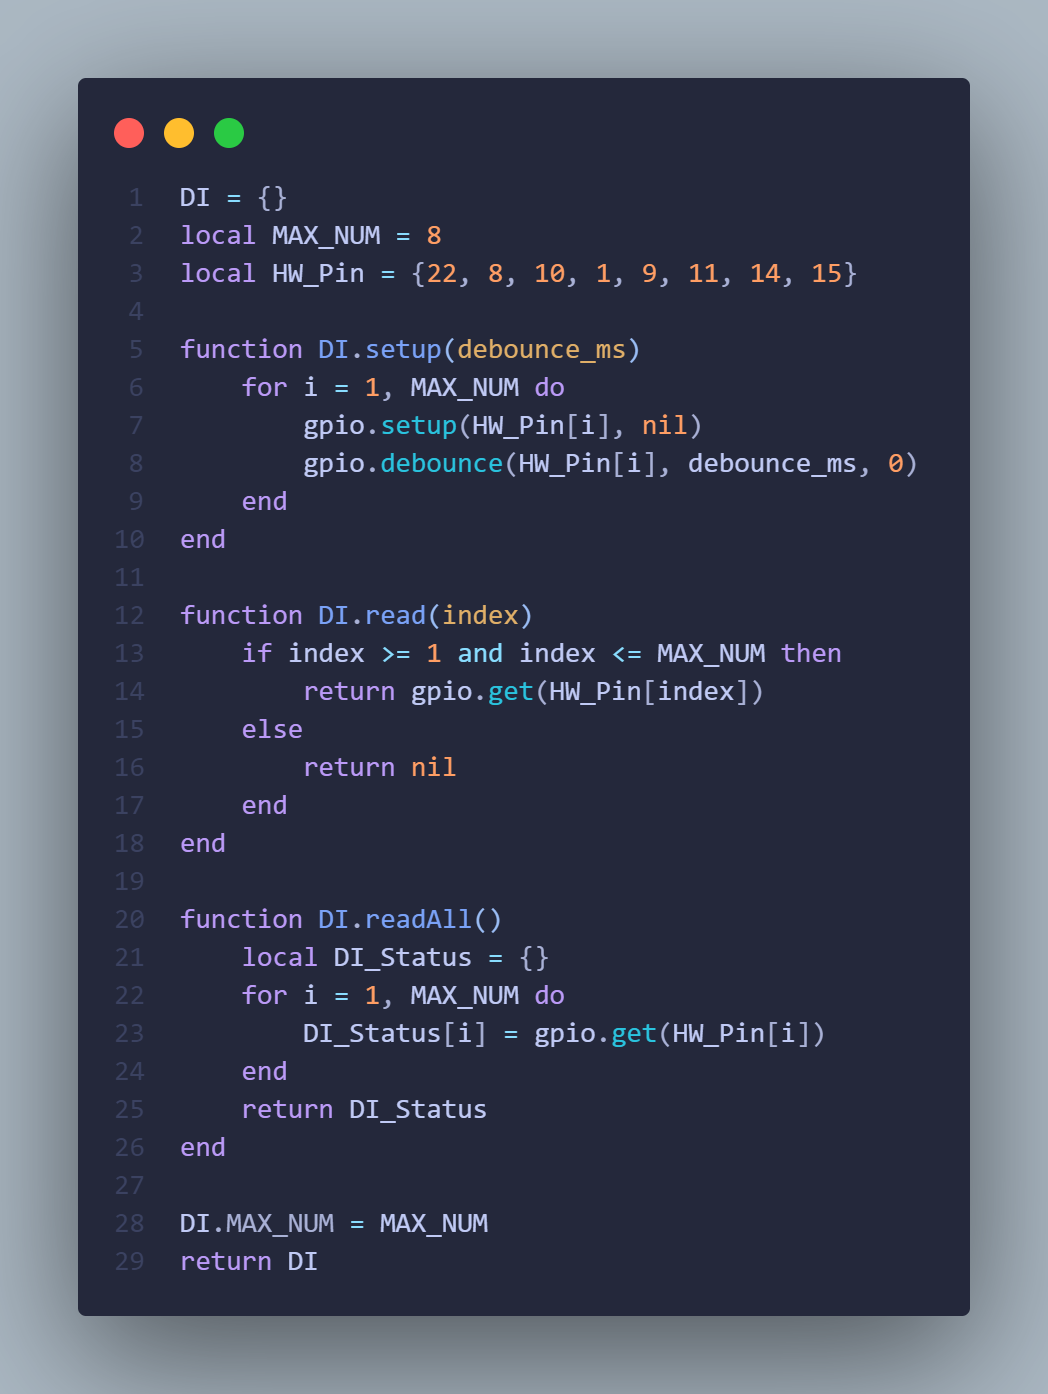 1 DI = {}
2 local MAX_NUM = 8
3 local HW_Pin = {22, 8, 10, 1, 9, 11, 14, 15}
4
5 function DI.setup(debounce_ms)
6     for i = 1, MAX_NUM do
7         gpio.setup(HW_Pin[i], nil)
8         gpio.debounce(HW_Pin[i], debounce_ms, 0)
9     end
10 end
11
12 function DI.read(index)
13     if index >= 1 and index <= MAX_NUM then
14         return gpio.get(HW_Pin[index])
15     else
16         return nil
17     end
18 end
19
20 function DI.readAll()
21     local DI_Status = {}
22     for i = 1, MAX_NUM do
23         DI_Status[i] = gpio.get(HW_Pin[i])
24     end
25     return DI_Status
26 end
27
28 DI.MAX_NUM = MAX_NUM
29 return DI